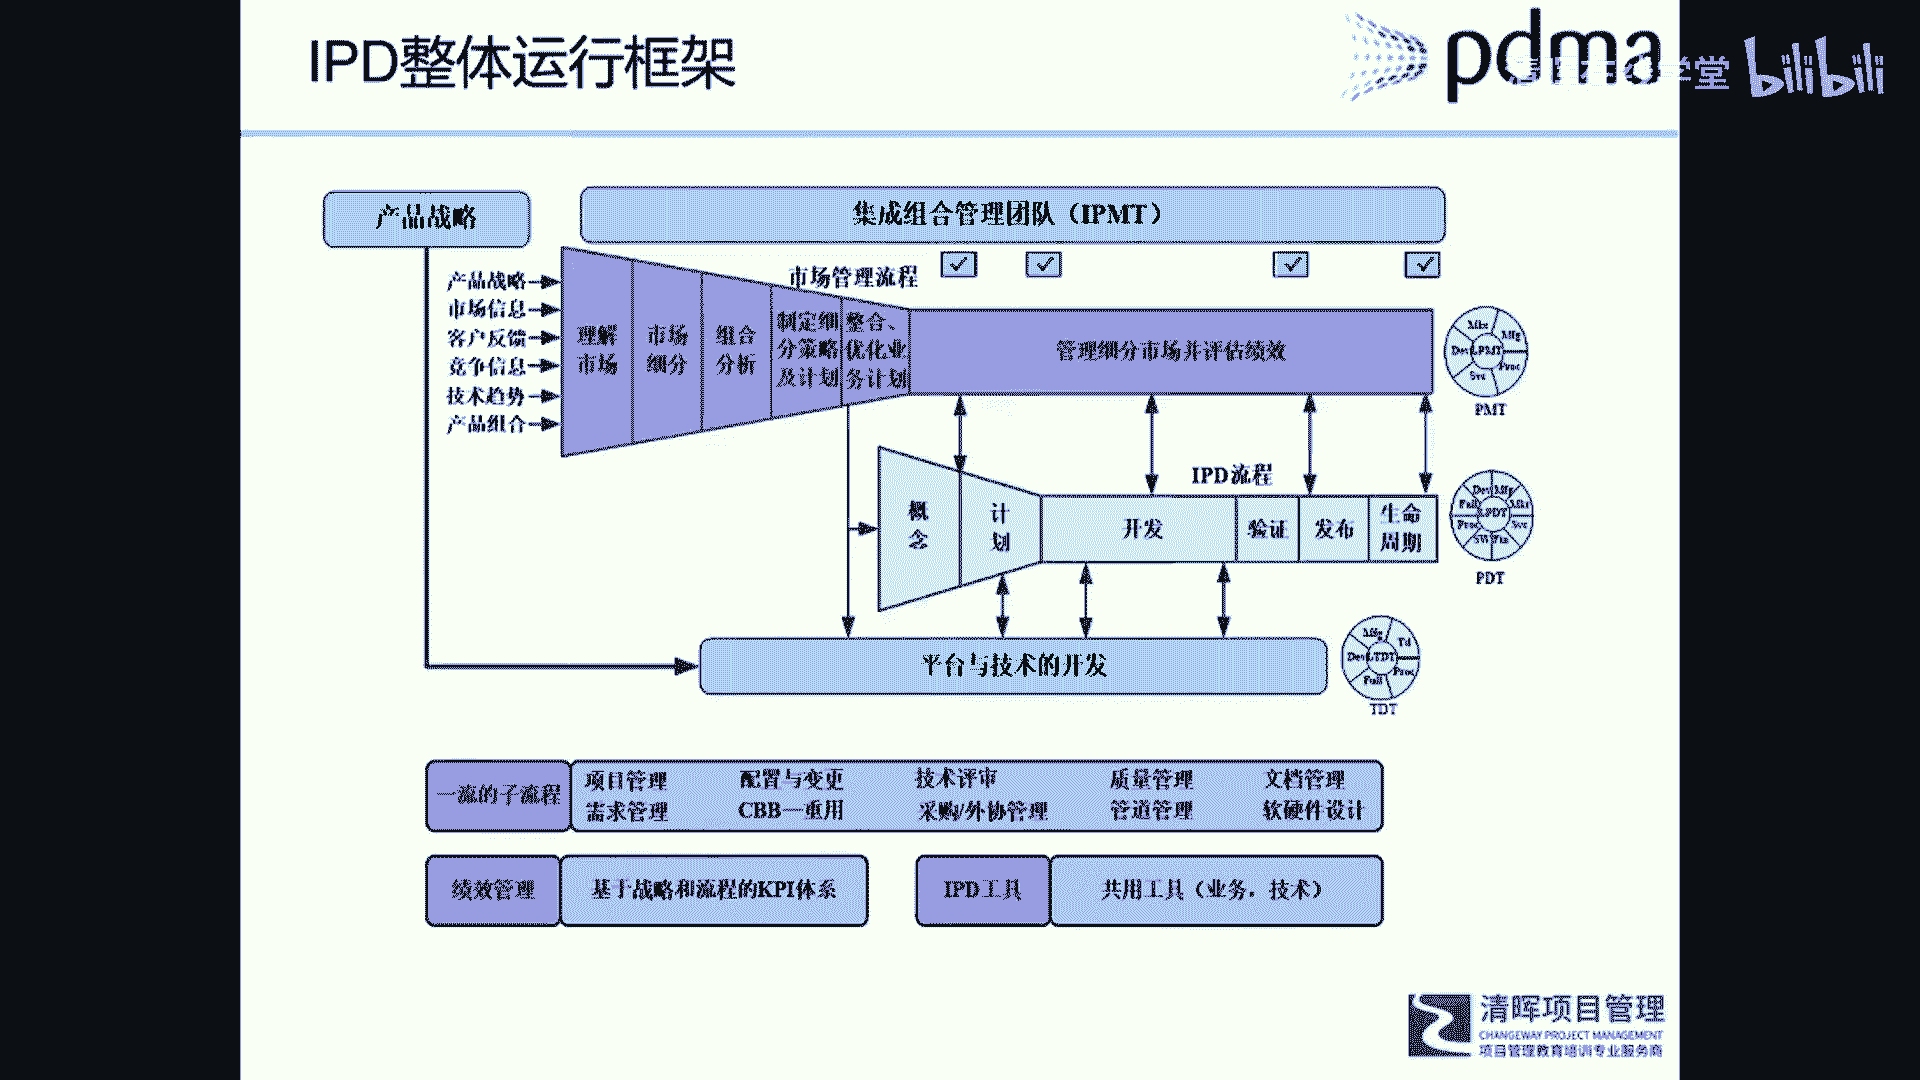 IPD整体运行框架
pdma
学堂
bilibili
产品战略
集成组合管理团队（IPMT）
市场管理流程
产品战略
市场信息
客户反馈
竞争信息
技术趋势
产品组合
理解
市场
市场
细分
组合
分析
制定细
分策略
及计划
整合、
优化业
务计划
管理细分市场并评估绩效
Mkt
Mfg
Dev
LPMT
Proc
Svc
PMT
IPD流程
概
念
计
划
开发
验证
发布
生命
周期
Dev
Mfg
Mkt
LPDT
Proc
Svc
SW
PDT
平台与技术的开发
Mfg
Td
Dev
LTDT
Proc
Full
TDT
一流的子流程
项目管理 配置与变更 技术评审 质量管理 文档管理
需求管理 CBB—重用 采购/外协管理 管道管理 软硬件设计
绩效管理
基于战略和流程的KPI体系
IPD工具
共用工具（业务．技术）
清晖项目管理
CHANGEWAY PROJECT MANAGEMENT
项目管理教育培训专业服务商